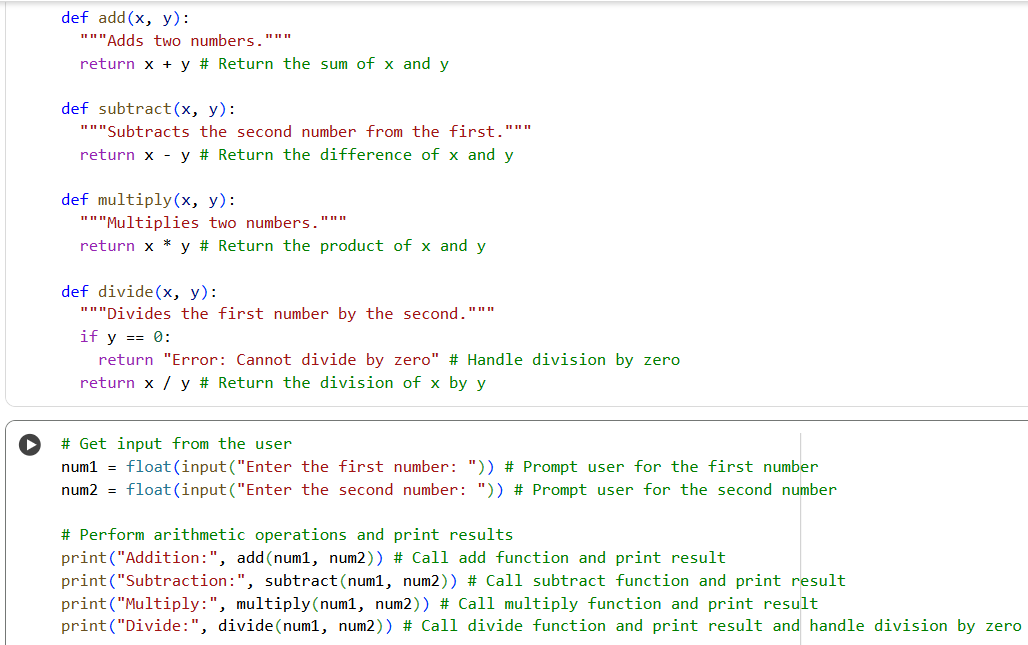 def add(x, y):
  """Adds two numbers."""
  return x + y # Return the sum of x and y

def subtract(x, y):
  """Subtracts the second number from the first."""
  return x - y # Return the difference of x and y

def multiply(x, y):
  """Multiplies two numbers."""
  return x * y # Return the product of x and y

def divide(x, y):
  """Divides the first number by the second."""
  if y == 0:
    return "Error: Cannot divide by zero" # Handle division by zero
  return x / y # Return the division of x by y

# Get input from the user
num1 = float(input("Enter the first number: ")) # Prompt user for the first number
num2 = float(input("Enter the second number: ")) # Prompt user for the second number

# Perform arithmetic operations and print results
print("Addition:", add(num1, num2)) # Call add function and print result
print("Subtraction:", subtract(num1, num2)) # Call subtract function and print result
print("Multiply:", multiply(num1, num2)) # Call multiply function and print result
print("Divide:", divide(num1, num2)) # Call divide function and print result and handle division by zero